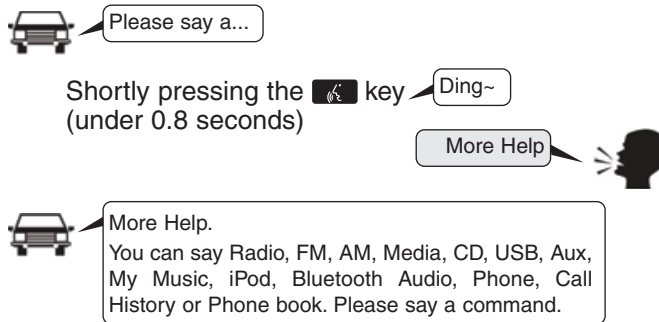 Please say a...
Shortly pressing the key
Ding~
(under 0.8 seconds)
More Help
More Help.
You can say Radio, FM, AM, Media, CD, USB, Aux,
My Music, iPod, Bluetooth Audio, Phone, Call
History or Phone book. Please say a command.